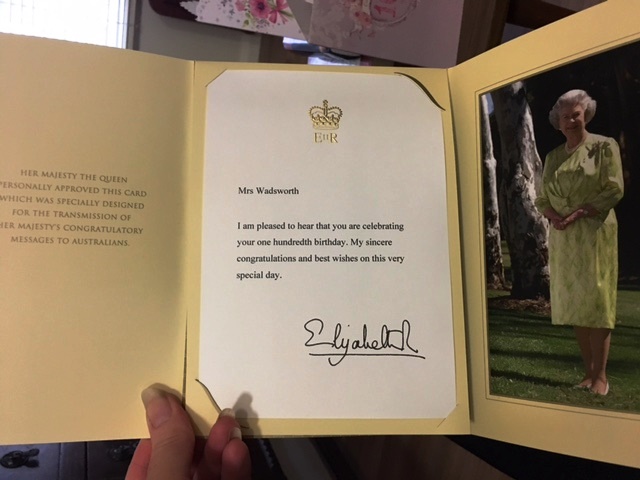 HER MAJESTY THE QUEEN
PERSONALLY APPROVED THIS CARD
WHICH WAS SPECIALLY DESIGNED
FOR THE TRANSMISSION OF
HER MAJESTY'S CONGRATULATORY
MESSAGES TO AUSTRALIANS.
EIIR
Mrs Wadsworth
I am pleased to hear that you are celebrating
your one hundredth birthday. My sincere
congratulations and best wishes on this very
special day.
Elizabeth R